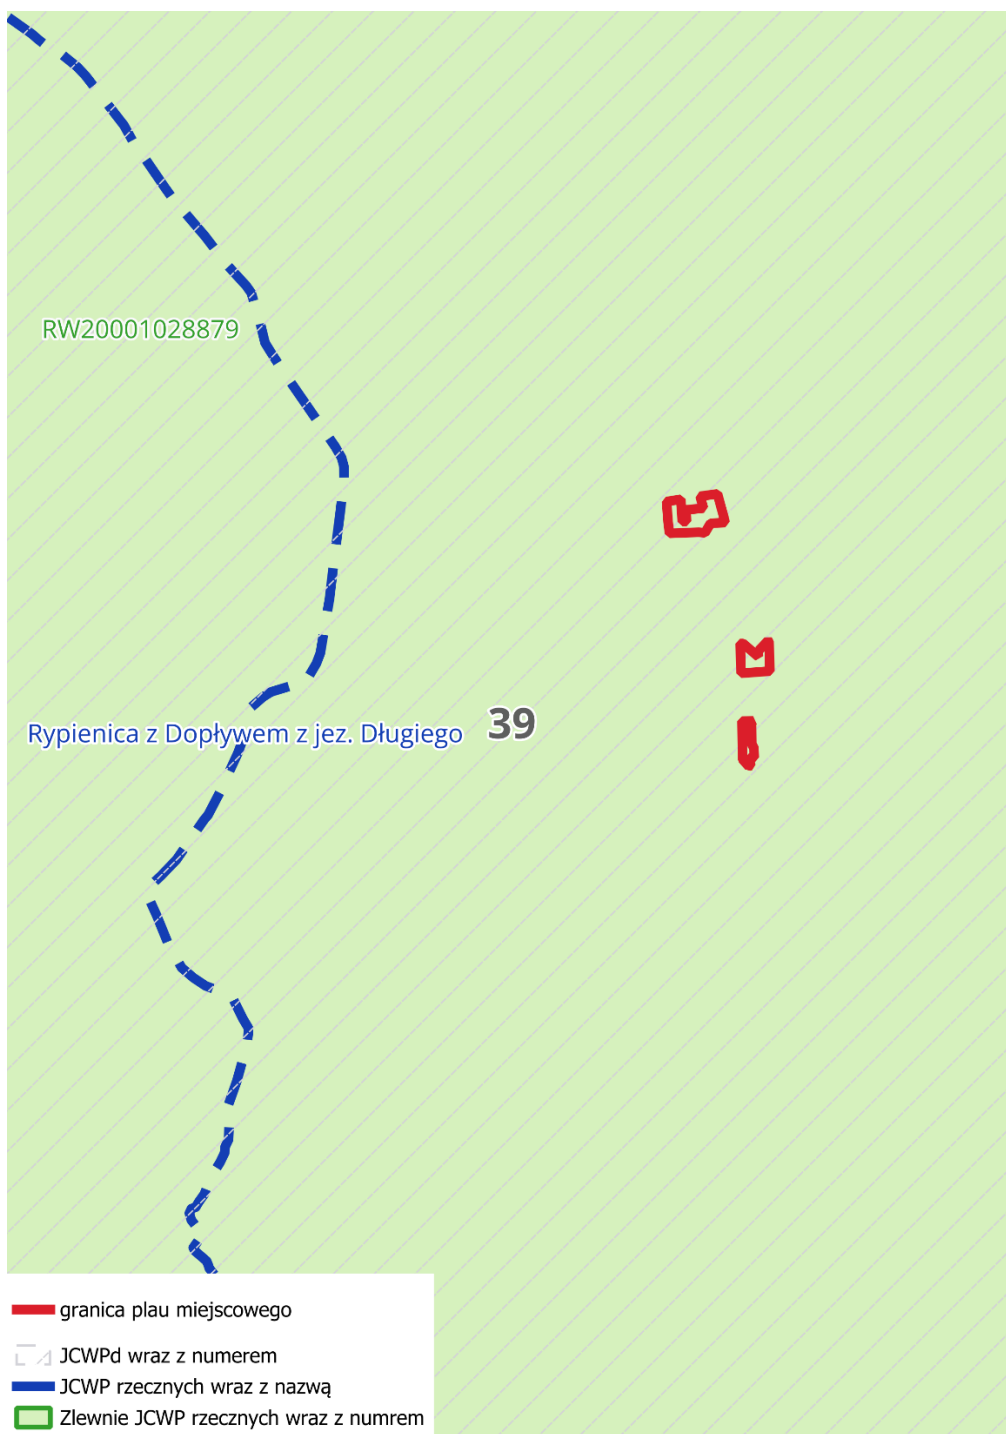 RW20001028879
Rypienica z Dopływem z jez. Długiego
39
granica plau miejscowego
JCWPd wraz z numerem
JCWP rzecznych wraz z nazwą
Zlewnie JCWP rzecznych wraz z numrem